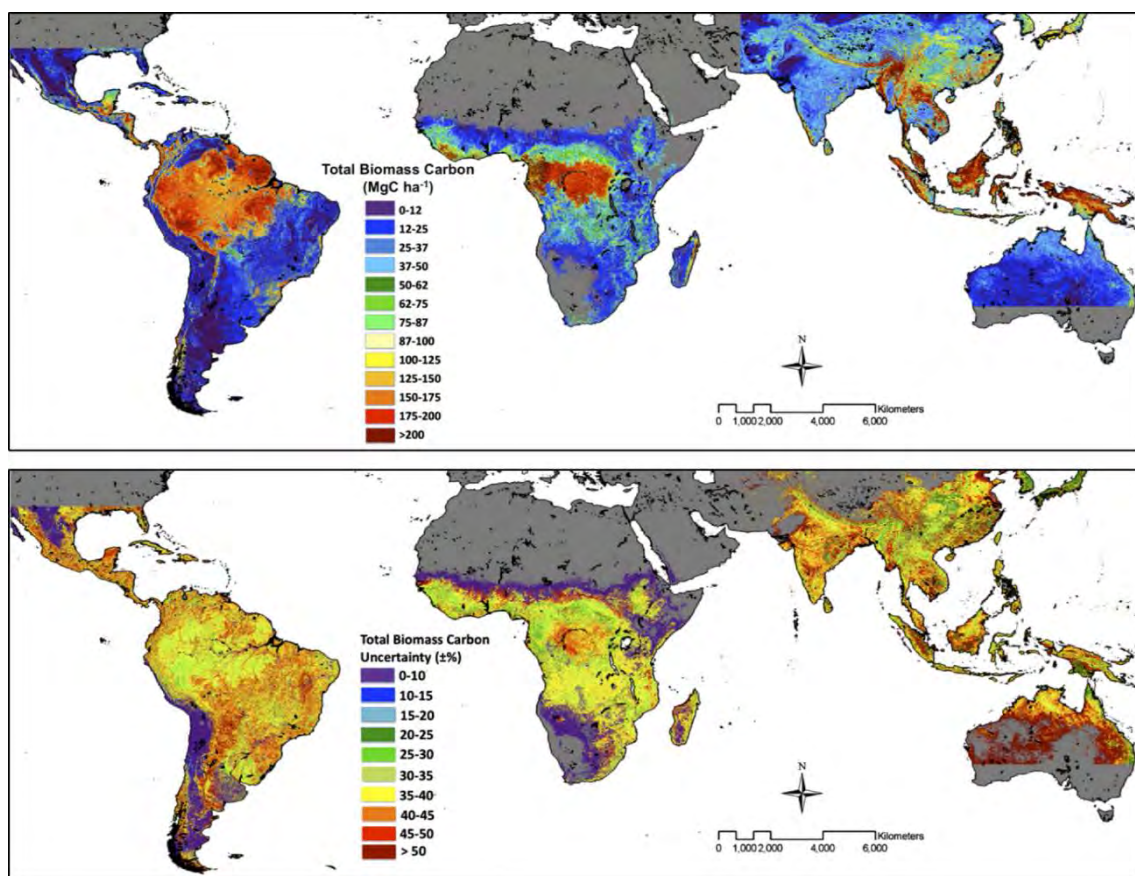 Total Biomass Carbon
(MgC ha⁻¹)
0-12
12-25
25-37
37-50
50-62
62-75
75-87
87-100
100-125
125-150
150-175
175-200
>200
N
Kilometers
0 1,000 2,000 4,000 6,000
Total Biomass Carbon
Uncertainty (±%)
0-10
10-15
15-20
20-25
25-30
30-35
35-40
40-45
45-50
> 50
N
Kilometers
0 1,000 2,000 4,000 6,000